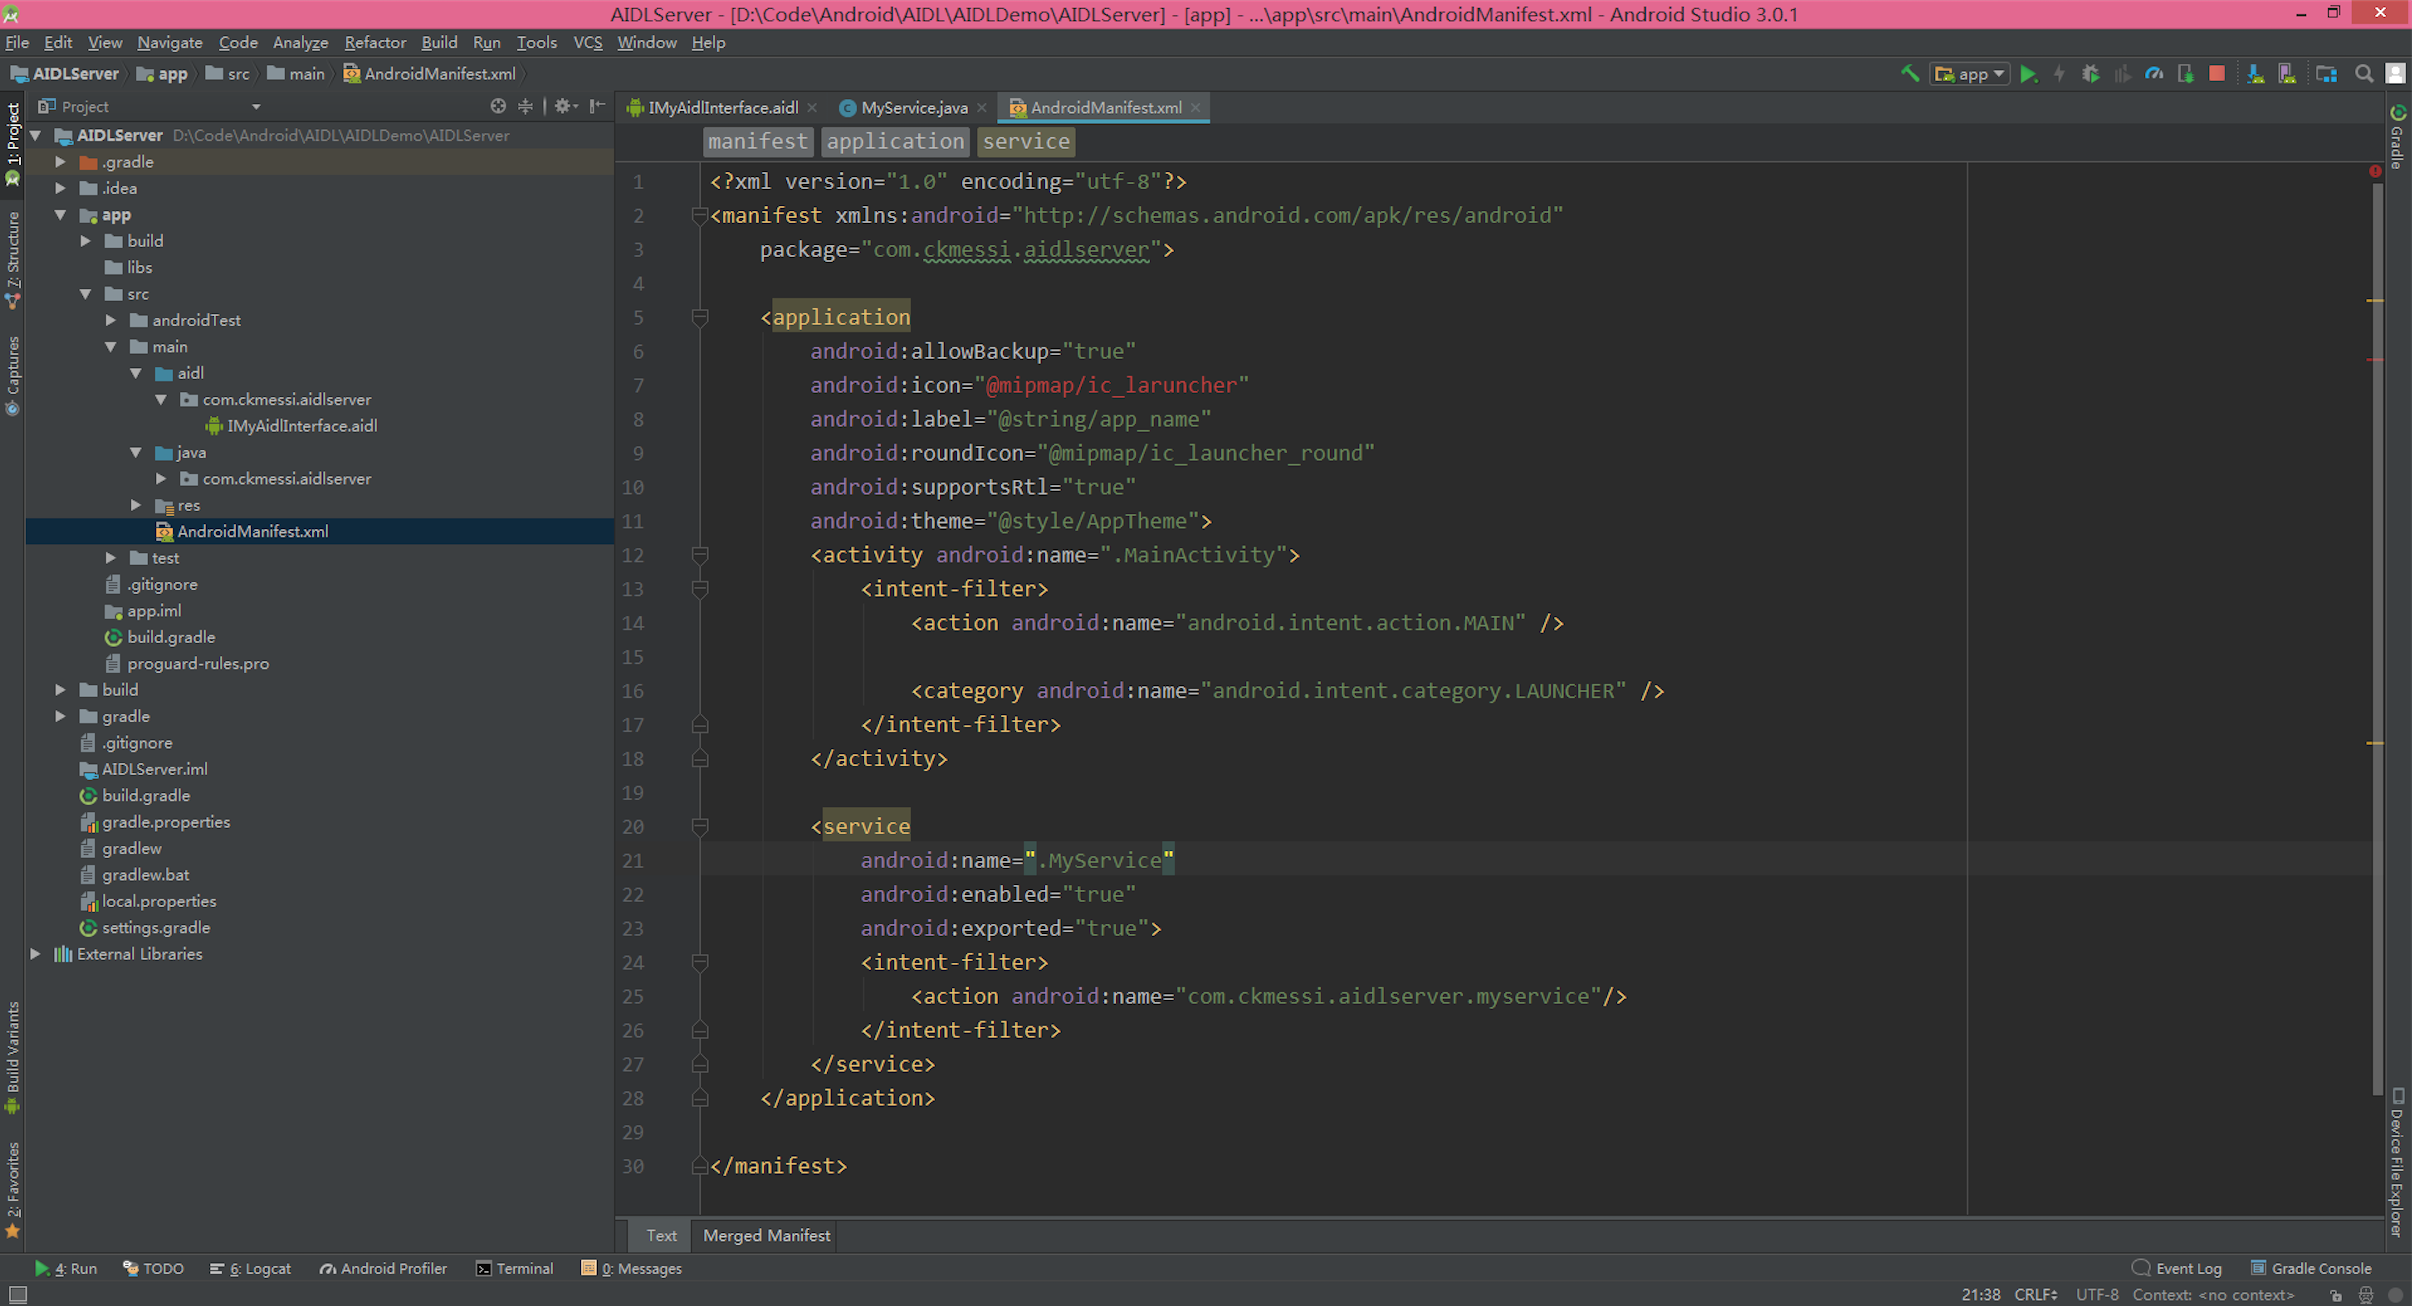 AIDLServer - [D:\Code\Android\AIDL\AIDLDemo\AIDLServer] - [app] - ...\app\src\main\AndroidManifest.xml - Android Studio 3.0.1
File Edit View Navigate Code Analyze Refactor Build Run Tools VCS Window Help
AIDLServer app src main AndroidManifest.xml
app
Project
IMyAidlInterface.aidl MyService.java AndroidManifest.xml
manifest application service
1: Project
7: Structure
Captures
Build Variants
2: Favorites
AIDLServer D:\Code\Android\AIDL\AIDLDemo\AIDLServer
.gradle
.idea
app
build
libs
src
androidTest
main
aidl
com.ckmessi.aidlserver
IMyAidlInterface.aidl
java
com.ckmessi.aidlserver
res
AndroidManifest.xml
test
.gitignore
app.iml
build.gradle
proguard-rules.pro
build
gradle
.gitignore
AIDLServer.iml
build.gradle
gradle.properties
gradlew
gradlew.bat
local.properties
settings.gradle
External Libraries
1 <?xml version="1.0" encoding="utf-8"?>
2 <manifest xmlns:android="http://schemas.android.com/apk/res/android"
3 package="com.ckmessi.aidlserver">
4
5 <application
6 android:allowBackup="true"
7 android:icon="@mipmap/ic_laruncher"
8 android:label="@string/app_name"
9 android:roundIcon="@mipmap/ic_launcher_round"
10 android:supportsRtl="true"
11 android:theme="@style/AppTheme">
12 <activity android:name=".MainActivity">
13 <intent-filter>
14 <action android:name="android.intent.action.MAIN" />
15
16 <category android:name="android.intent.category.LAUNCHER" />
17 </intent-filter>
18 </activity>
19
20 <service
21 android:name=".MyService"
22 android:enabled="true"
23 android:exported="true">
24 <intent-filter>
25 <action android:name="com.ckmessi.aidlserver.myservice"/>
26 </intent-filter>
27 </service>
28 </application>
29
30 </manifest>
Gradle
Device File Explorer
Text Merged Manifest
4: Run TODO 6: Logcat Android Profiler Terminal 0: Messages Event Log Gradle Console
21:38 CRLF UTF-8 Context: <no context>